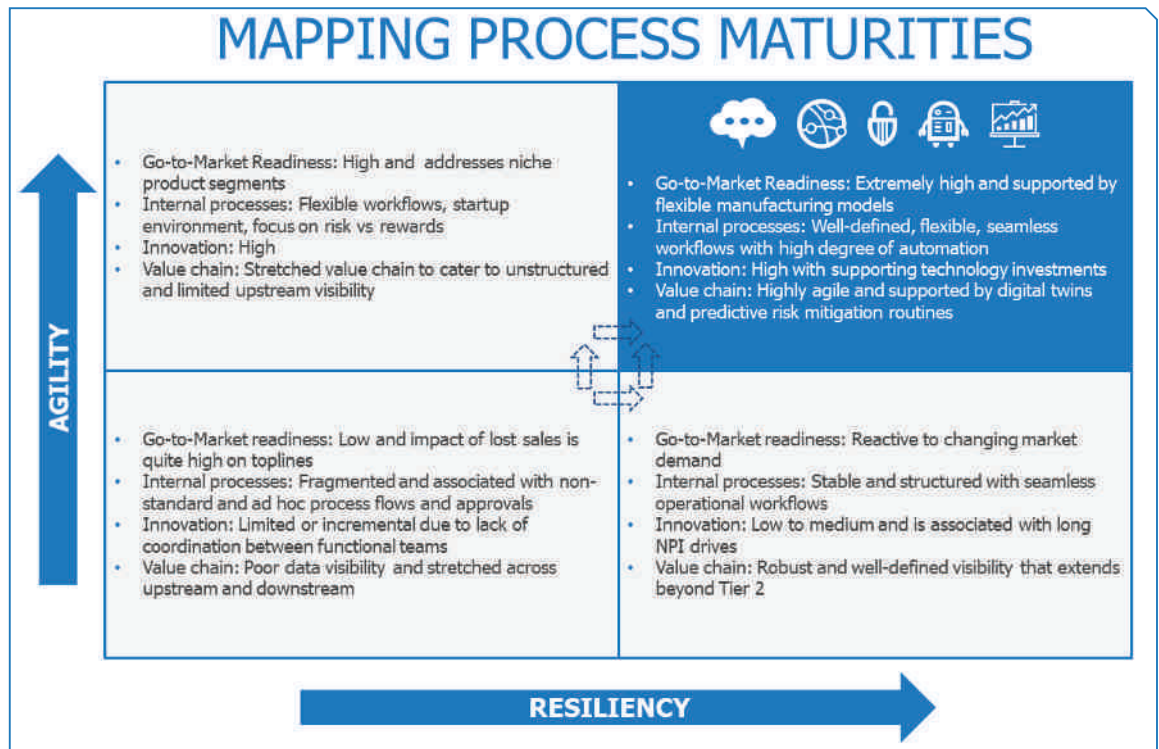 MAPPING PROCESS MATURITIES
• Go-to-Market Readiness: High and addresses niche
product segments
• Internal processes: Flexible workflows, startup
environment, focus on risk vs rewards
• Innovation: High
• Value chain: Stretched value chain to cater to unstructured
and limited upstream visibility
• Go-to-Market Readiness: Extremely high and supported by
flexible manufacturing models
• Internal processes: Well-defined, flexible, seamless
workflows with high degree of automation
• Innovation: High with supporting technology investments
• Value chain: Highly agile and supported by digital twins
and predictive risk mitigation routines
AGILITY
• Go-to-Market readiness: Low and impact of lost sales is
quite high on toplines
• Internal processes: Fragmented and associated with non-
standard and ad hoc process flows and approvals
• Innovation: Limited or incremental due to lack of
coordination between functional teams
• Value chain: Poor data visibility and stretched across
upstream and downstream
• Go-to-Market readiness: Reactive to changing market
demand
• Internal processes: Stable and structured with seamless
operational workflows
• Innovation: Low to medium and is associated with long
NPI drives
• Value chain: Robust and well-defined visibility that extends
beyond Tier 2
RESILIENCY